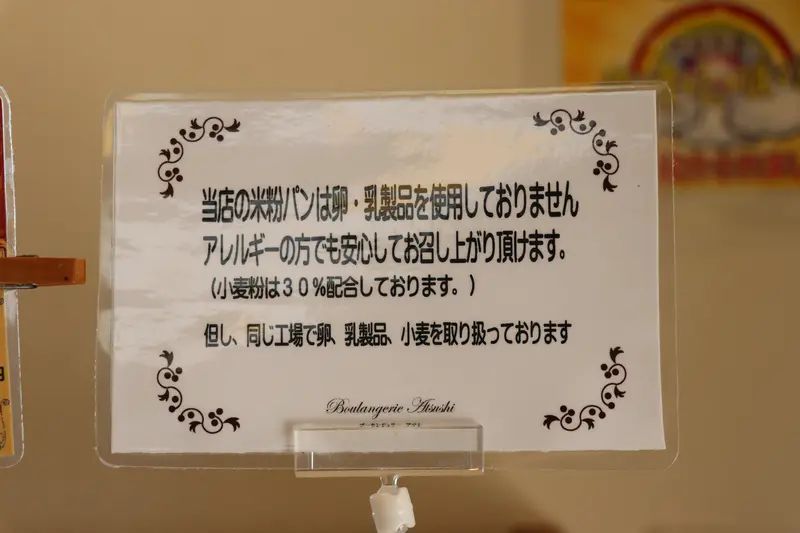 当店の米粉パンは卵・乳製品を使用しておりません
アレルギーの方でも安心してお召し上がり頂けます。
(小麦粉は３０％配合しております。)
但し、同じ工場で卵、乳製品、小麦を取り扱っております
Boulangerie Atsushi